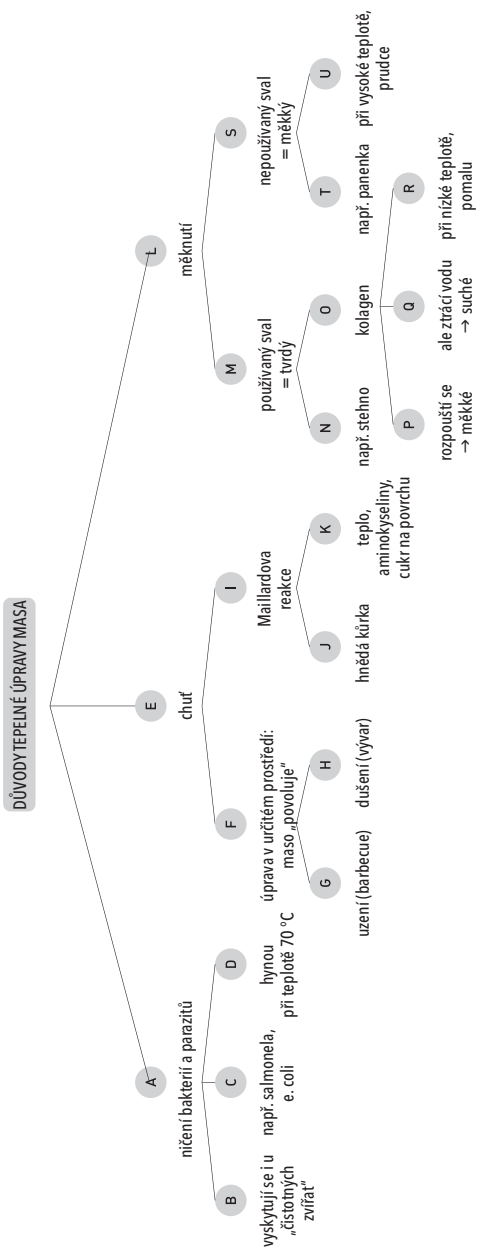 DŮVODY TEPELNÉ ÚPRAVY MASA
A
ničení bakterií a parazitů
B
vyskytují se i u
„čistotných
zvířat“
C
např. salmonela,
e. coli
D
hynou
při teplotě 70 °C
E
chuť
F
úprava v určitém prostředí:
maso „povoluje“
G
uzení (barbecue)
H
dušení (vývar)
I
Maillardova
reakce
J
hnědá kůrka
K
teplo,
aminokyseliny,
cukr na povrchu
L
měknutí
M
používaný sval
= tvrdý
N
např. stehno
O
kolagen
P
rozpouští se
→ měkké
Q
ale ztrácí vodu
→ suché
R
při nízké teplotě,
pomalu
S
nepoužívaný sval
= měkký
T
např. panenka
U
při vysoké teplotě,
prudce